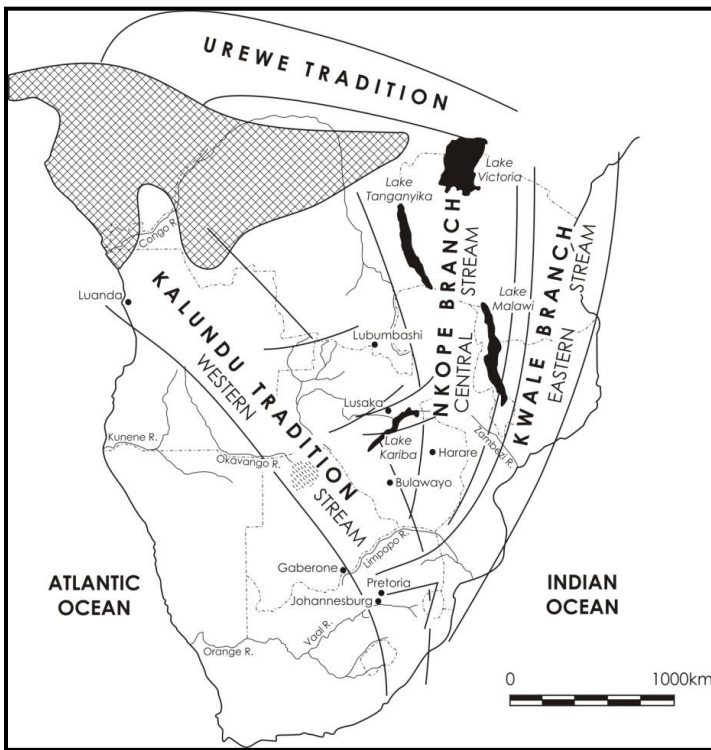 UREWE TRADITION
Lake
Victoria
Lake
Tanganyika
Congo R.
Luanda
KALUNDU TRADITION
WESTERN
STREAM
NKOPE BRANCH
CENTRAL
STREAM
Lake
Malawi
KWALE BRANCH
EASTERN
STREAM
Lubumbashi
Lusaka
Lake
Kariba
Harare
Zambezi R.
Kunene R.
Okavango R.
Bulawayo
Limpopo R.
Gaberone
Pretoria
Johannesburg
ATLANTIC
OCEAN
INDIAN
OCEAN
Vaal R.
Orange R.
0
1000km